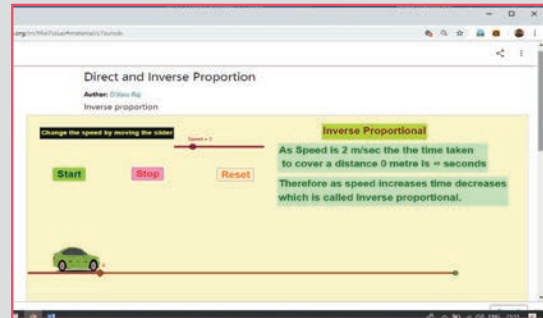 Direct and Inverse Proportion
Author: D.Vasu Raj
Inverse proportion
Change the speed by moving the slider
Speed = 2
Start
Stop
Reset
Inverse Proportional
As Speed is 2 m/sec the the time taken
to cover a distance 0 metre is ∞ seconds
Therefore as speed increases time decreases
which is called Inverse proportional.